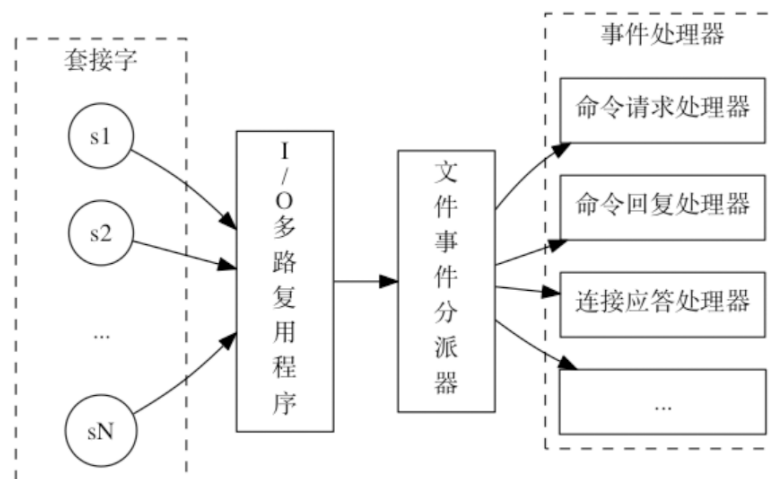 套接字
s1
s2
...
sN
I/O多路复用程序
文件事件分派器
事件处理器
命令请求处理器
命令回复处理器
连接应答处理器
...